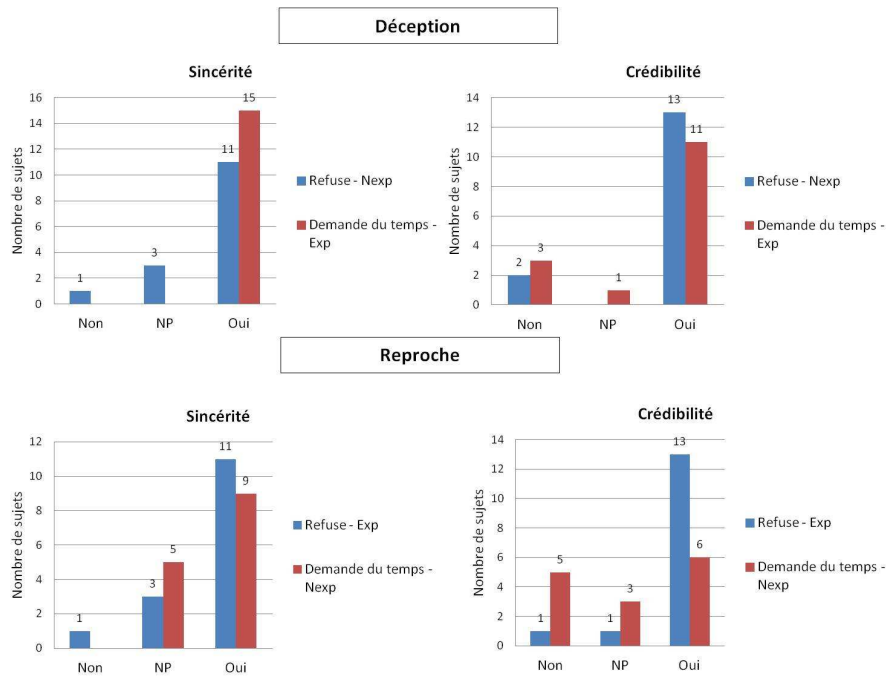 Déception
Sincérité
Nombre de sujets
16
14
12
10
8
6
4
2
0
1
3
11
15
Non
NP
Oui
Refuse - Nexp
Demande du temps -
Exp
Crédibilité
Nombre de sujets
14
12
10
8
6
4
2
0
2
3
1
13
11
Non
NP
Oui
Refuse - Nexp
Demande du temps -
Exp
Reproche
Sincérité
Nombre de sujets
12
10
8
6
4
2
0
1
3
5
11
9
Non
NP
Oui
Refuse - Exp
Demande du temps -
Nexp
Crédibilité
Nombre de sujets
14
12
10
8
6
4
2
0
1
5
1
3
13
6
Non
NP
Oui
Refuse - Exp
Demande du temps -
Nexp